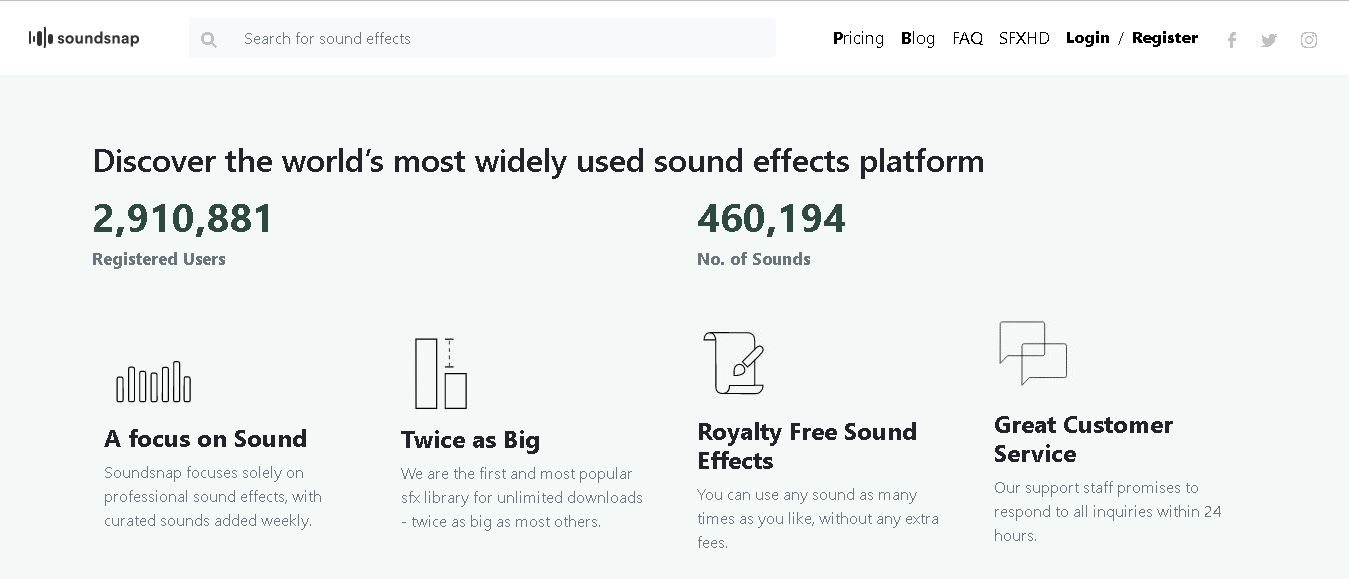 soundsnap
Search for sound effects
Pricing Blog FAQ SFXHD Login / Register
Discover the world’s most widely used sound effects platform
2,910,881
Registered Users
460,194
No. of Sounds
A focus on Sound
Soundsnap focuses solely on
professional sound effects, with
curated sounds added weekly.
Twice as Big
We are the first and most popular
sfx library for unlimited downloads
- twice as big as most others.
Royalty Free Sound
Effects
You can use any sound as many
times as you like, without any extra
fees.
Great Customer
Service
Our support staff promises to
respond to all inquiries within 24
hours.